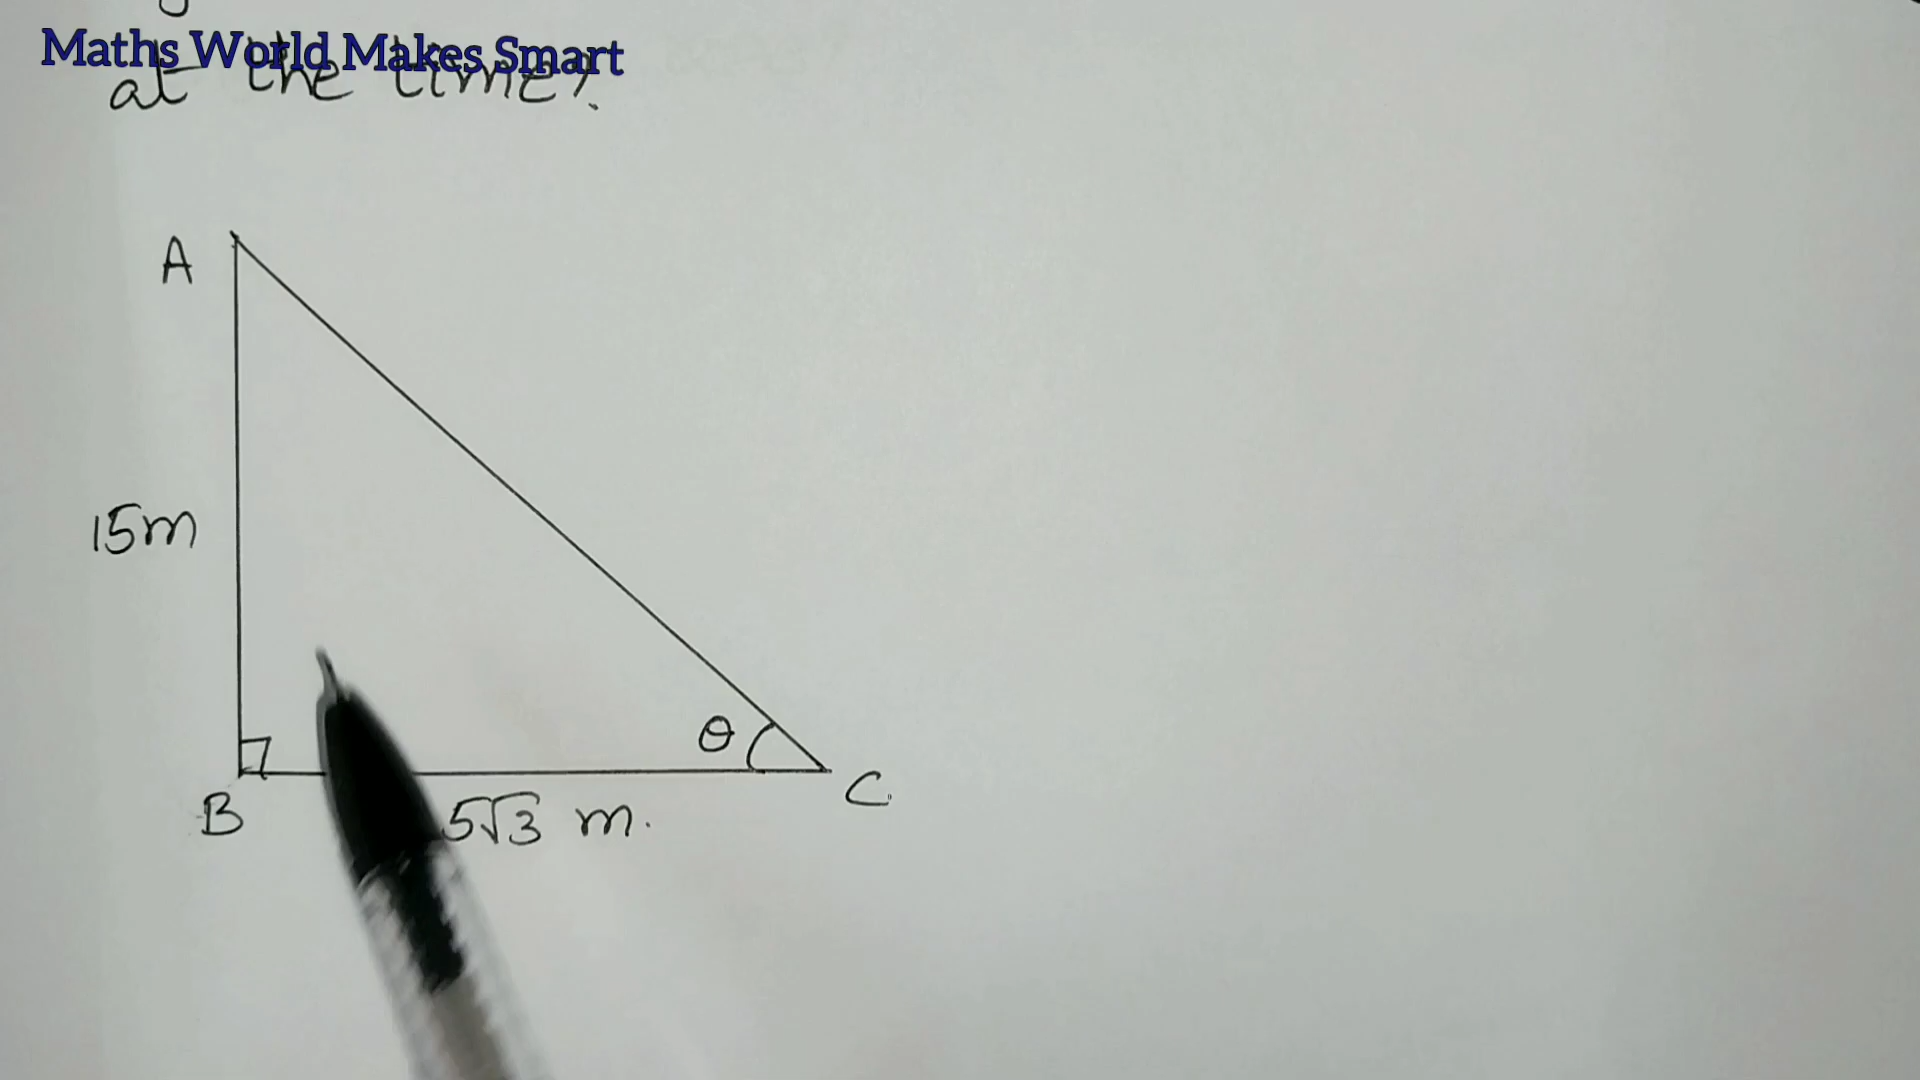 Maths World Makes Smart
at the time?
A
15m
θ
B
C
5√3 m.